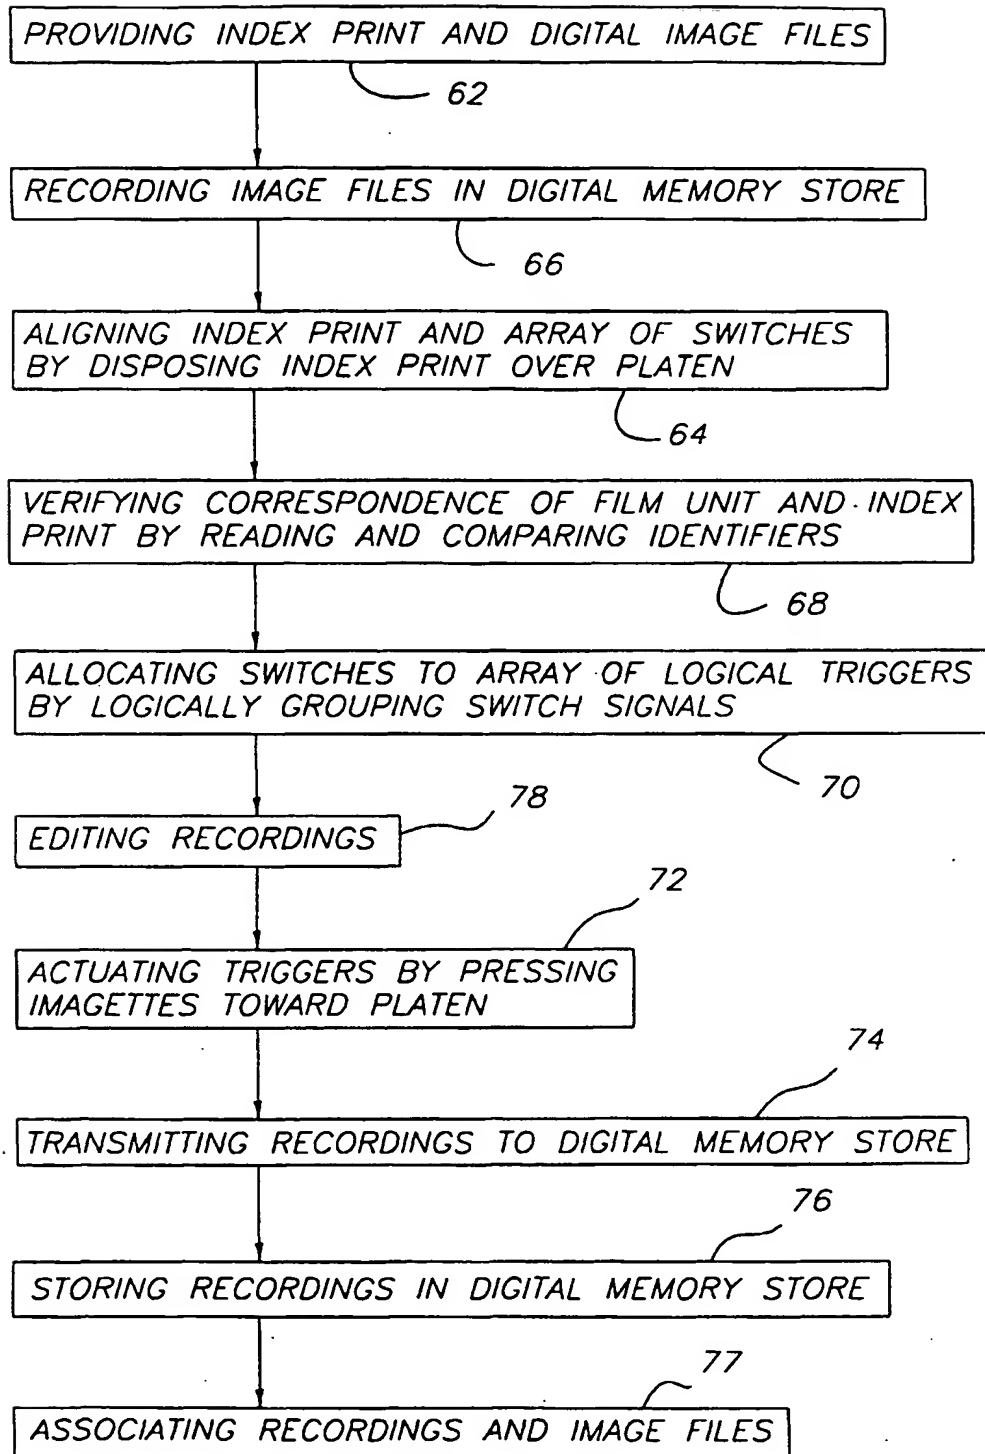 PROVIDING INDEX PRINT AND DIGITAL IMAGE FILES
62
RECORDING IMAGE FILES IN DIGITAL MEMORY STORE
66
ALIGNING INDEX PRINT AND ARRAY OF SWITCHES
BY DISPOSING INDEX PRINT OVER PLATEN
64
VERIFYING CORRESPONDENCE OF FILM UNIT AND INDEX
PRINT BY READING AND COMPARING IDENTIFIERS
68
ALLOCATING SWITCHES TO ARRAY OF LOGICAL TRIGGERS
BY LOGICALLY GROUPING SWITCH SIGNALS
70
78
EDITING RECORDINGS
72
ACTUATING TRIGGERS BY PRESSING
IMAGETTES TOWARD PLATEN
74
TRANSMITTING RECORDINGS TO DIGITAL MEMORY STORE
76
STORING RECORDINGS IN DIGITAL MEMORY STORE
77
ASSOCIATING RECORDINGS AND IMAGE FILES